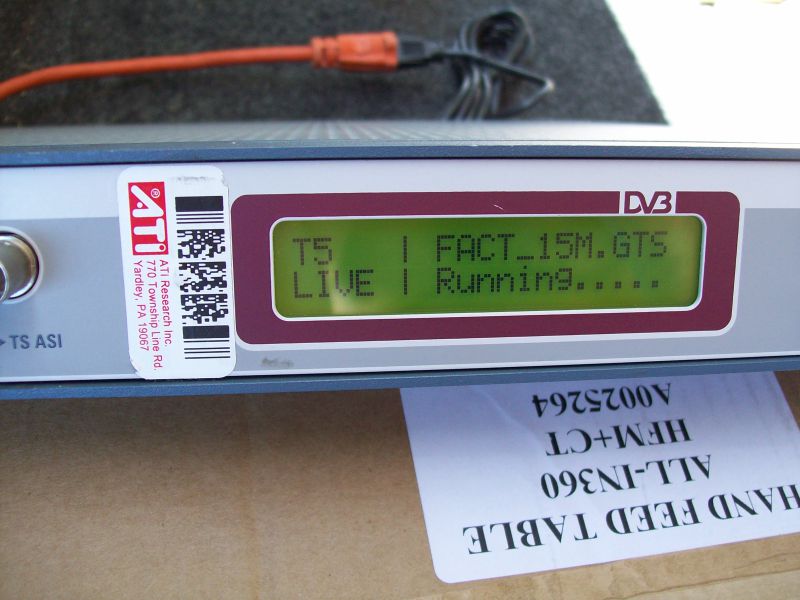 DVB
TS | FACT_15M.GTS
LIVE | Running.....
ATi®
ATI Research Inc.
770 Township Line Rd.
Yardley, PA 19067
TS ASI
HAND FEED TABLE
ALL-IN360
HFM+CT
A0025264